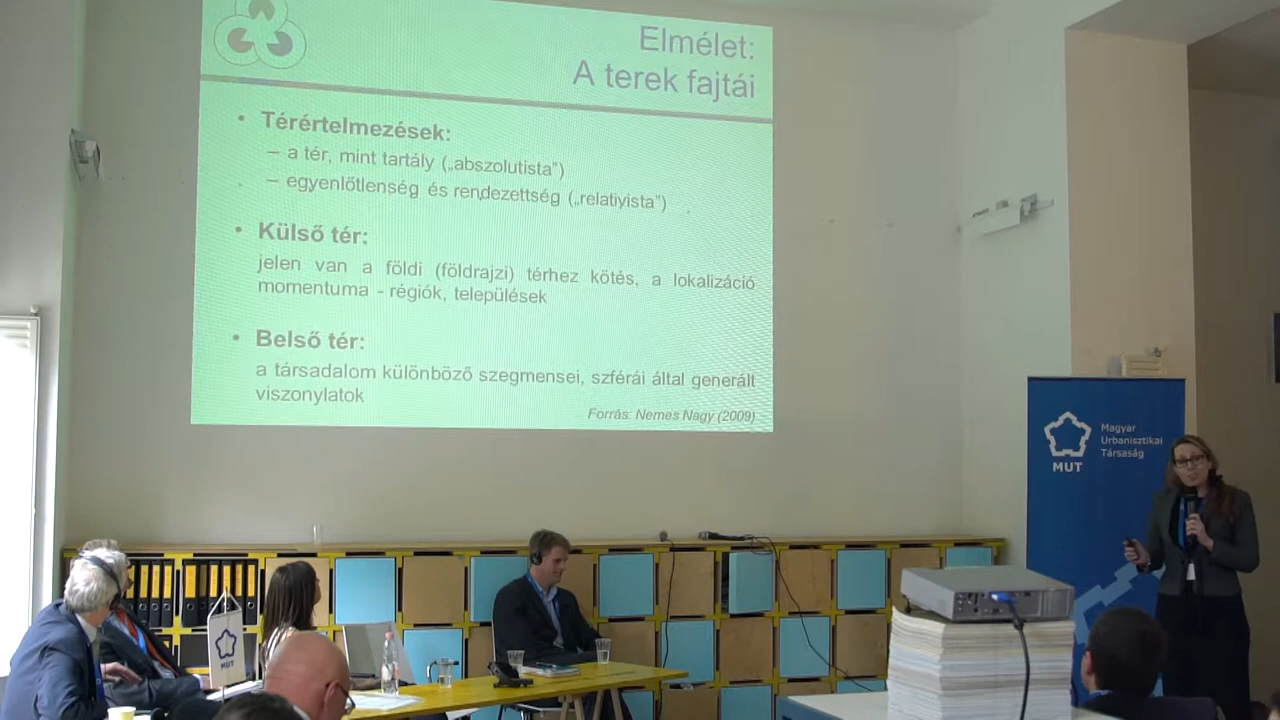 Elmélet:
A terek fajtái
• Térértelmezések:
– a tér, mint tartály („abszolutista”)
– egyenlőtlenség és rendezettség („relativista”)
• Külső tér:
jelen van a földi (földrajzi) térhez kötés, a lokalizáció
momentuma - régiók, települések
• Belső tér:
a társadalom különböző szegmensei, szférái által generált
viszonylatok
Forrás: Nemes Nagy (2009)
MUT
Magyar
Urbanisztikai
Társaság
MUT